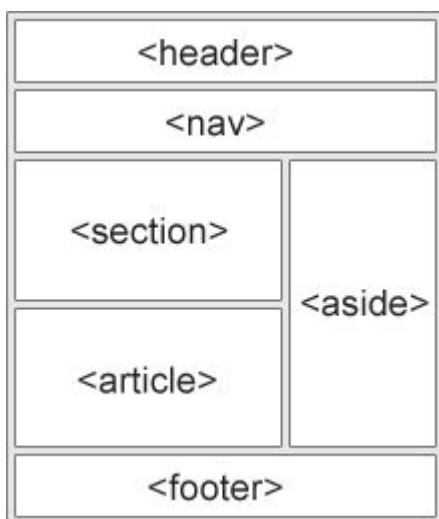 <header>
<nav>
<section>
<aside>
<article>
<footer>